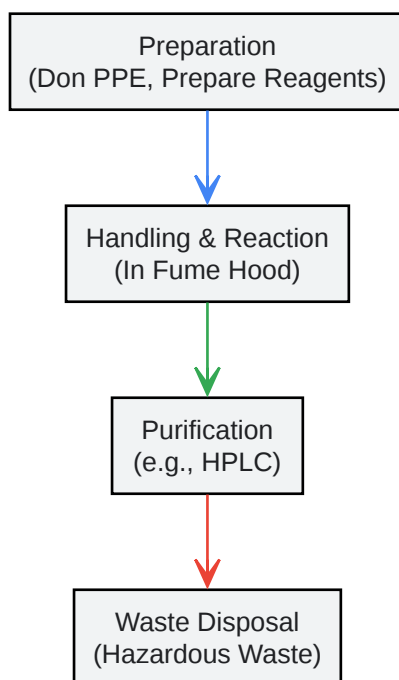 Preparation
(Don PPE, Prepare Reagents)
Handling & Reaction
(In Fume Hood)
Purification
(e.g., HPLC)
Waste Disposal
(Hazardous Waste)